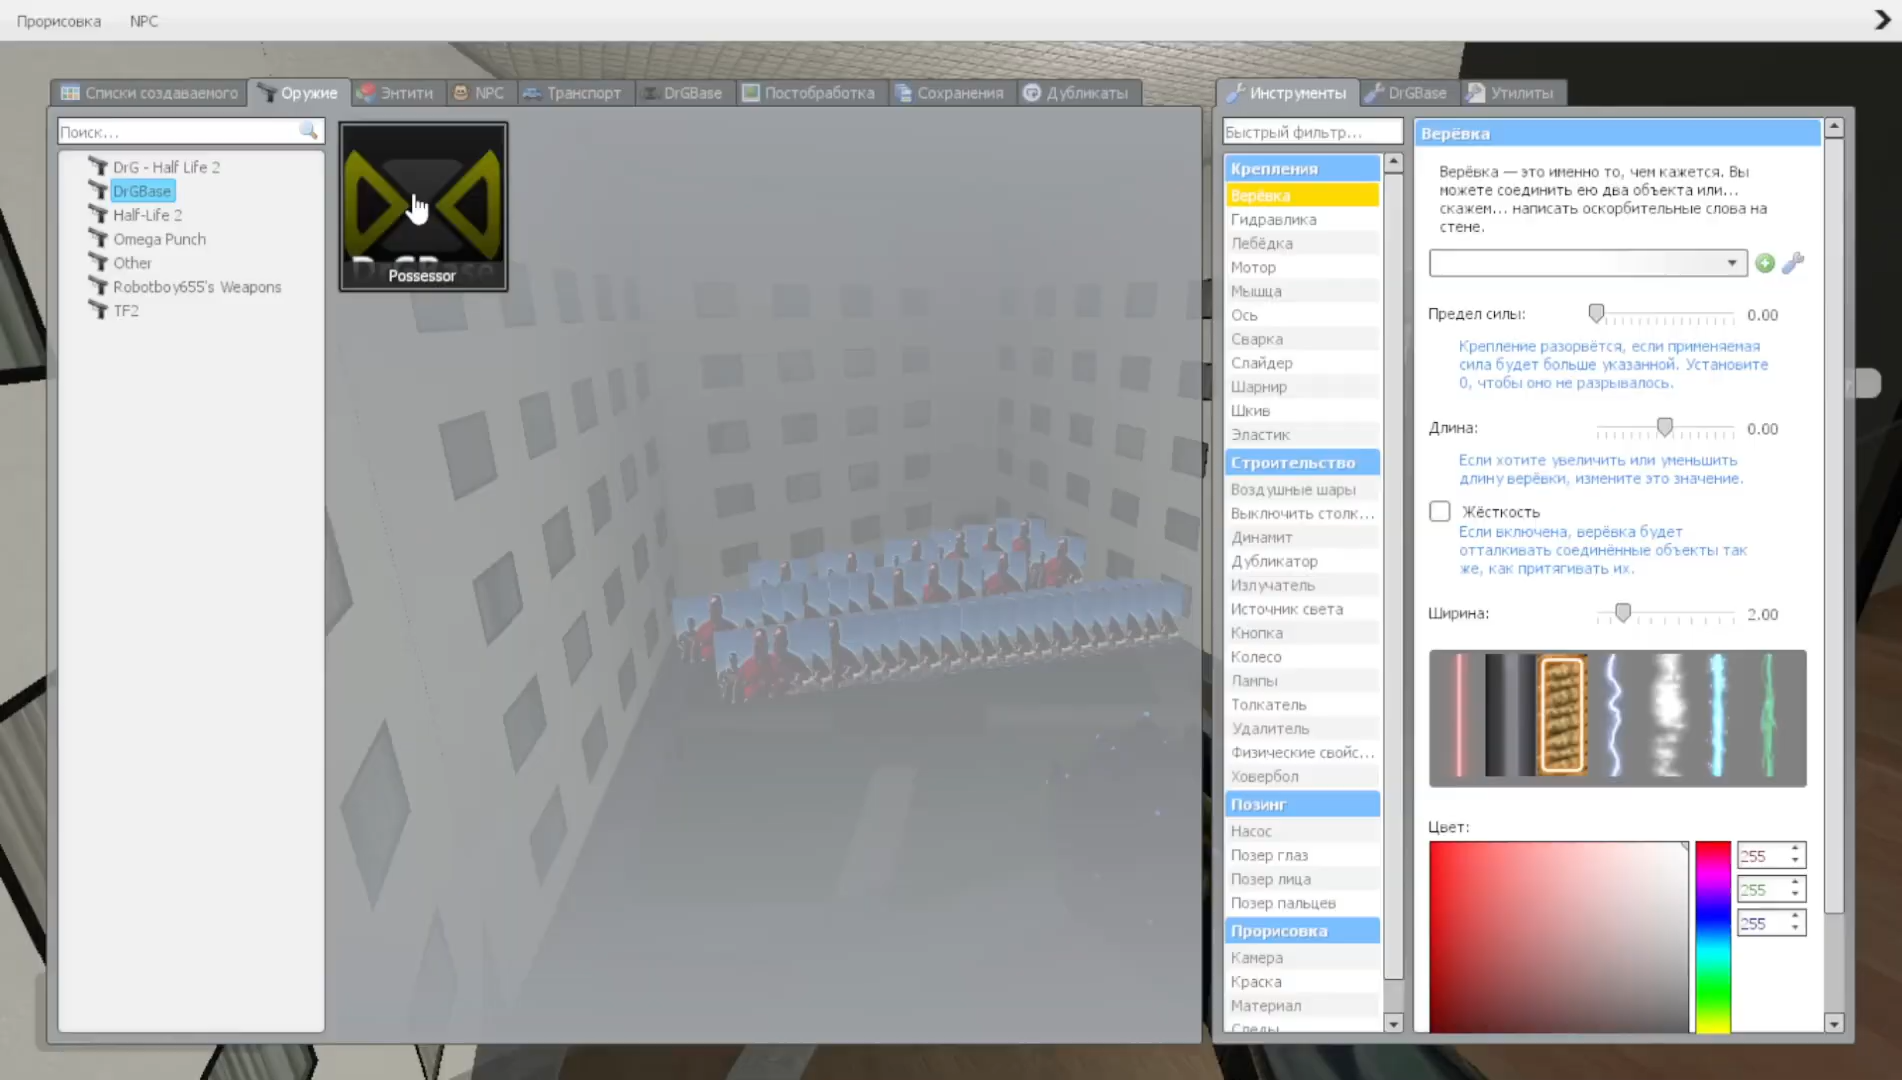 Прорисовка NPC
Списки создаваемого Оружие Энтити NPC Транспорт DrGBase Постобработка Сохранения Дубликаты
Инструменты DrGBase Утилиты
Поиск...
DrG - Half Life 2
DrGBase
Half-Life 2
Omega Punch
Other
Robotboy655's Weapons
TF2
Possessor
Быстрый фильтр...
Крепления
Верёвка
Гидравлика
Лебёдка
Мотор
Мышца
Ось
Сварка
Слайдер
Шарнир
Шкив
Эластик
Строительство
Воздушные шары
Выключить столк...
Динамит
Дубликатор
Излучатель
Источник света
Кнопка
Колесо
Лампы
Толкатель
Удалитель
Физические свойс...
Ховербол
Позинг
Насос
Позер глаз
Позер лица
Позер пальцев
Прорисовка
Камера
Краска
Материал
Следы
Верёвка
Верёвка — это именно то, чем кажется. Вы
можете соединить ею два объекта или...
скажем... написать оскорбительные слова на
стене.
Предел силы: 0.00
Крепление разорвётся, если применяемая
сила будет больше указанной. Установите
0, чтобы оно не разрывалось.
Длина: 0.00
Если хотите увеличить или уменьшить
длину верёвки, измените это значение.
Жёсткость
Если включена, верёвка будет
отталкивать соединённые объекты так
же, как притягивать их.
Ширина: 2.00
Цвет:
255
255
255